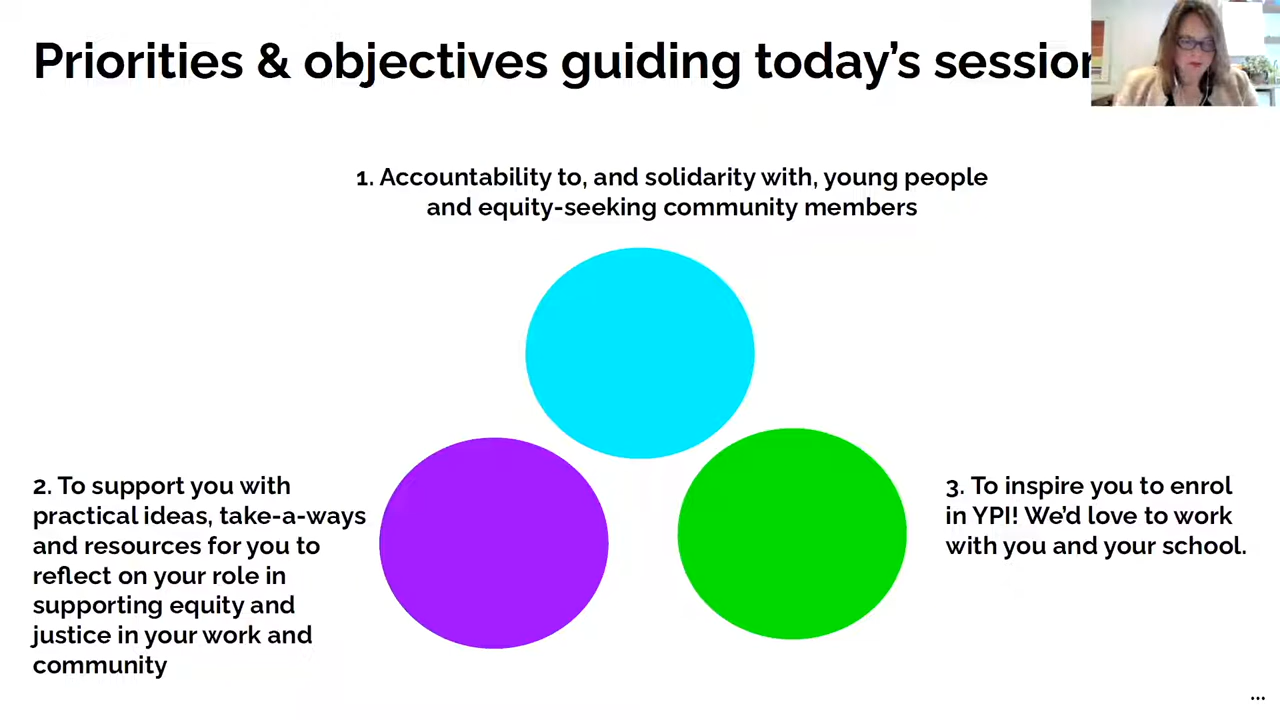 Priorities & objectives guiding today's session
1. Accountability to, and solidarity with, young people
and equity-seeking community members
2. To support you with
practical ideas, take-a-ways
and resources for you to
reflect on your role in
supporting equity and
justice in your work and
community
3. To inspire you to enrol
in YPI! We'd love to work
with you and your school.
...